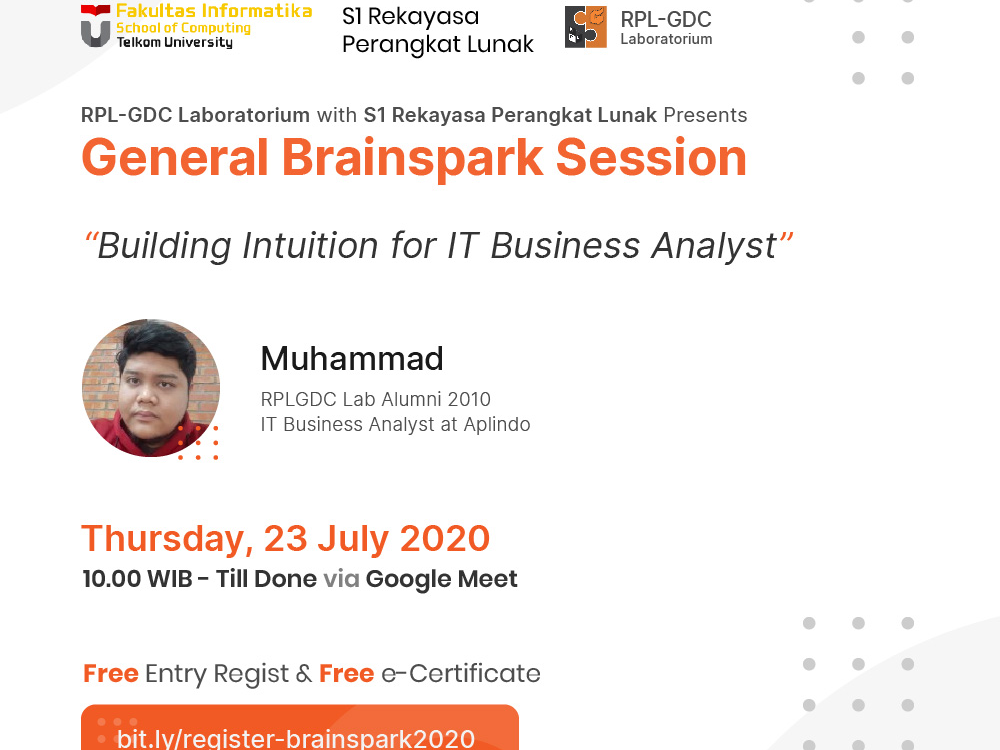 Fakultas Informatika
School of Computing
Telkom University
S1 Rekayasa
Perangkat Lunak
RPL-GDC
Laboratorium
RPL-GDC Laboratorium with S1 Rekayasa Perangkat Lunak Presents
General Brainspark Session
“Building Intuition for IT Business Analyst”
Muhammad
RPLGDC Lab Alumni 2010
IT Business Analyst at Aplindo
Thursday, 23 July 2020
10.00 WIB - Till Done via Google Meet
Free Entry Regist & Free e-Certificate
bit.ly/register-brainspark2020